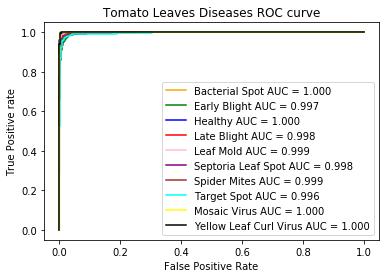 Tomato Leaves Diseases ROC curve
True Positive rate
1.0
0.8
0.6
0.4
0.2
0.0
Bacterial Spot AUC = 1.000
Early Blight AUC = 0.997
Healthy AUC = 1.000
Late Blight AUC = 0.998
Leaf Mold AUC = 0.999
Septoria Leaf Spot AUC = 0.998
Spider Mites AUC = 0.999
Target Spot AUC = 0.996
Mosaic Virus AUC = 1.000
Yellow Leaf Curl Virus AUC = 1.000
0.0 0.2 0.4 0.6 0.8 1.0
False Positive Rate